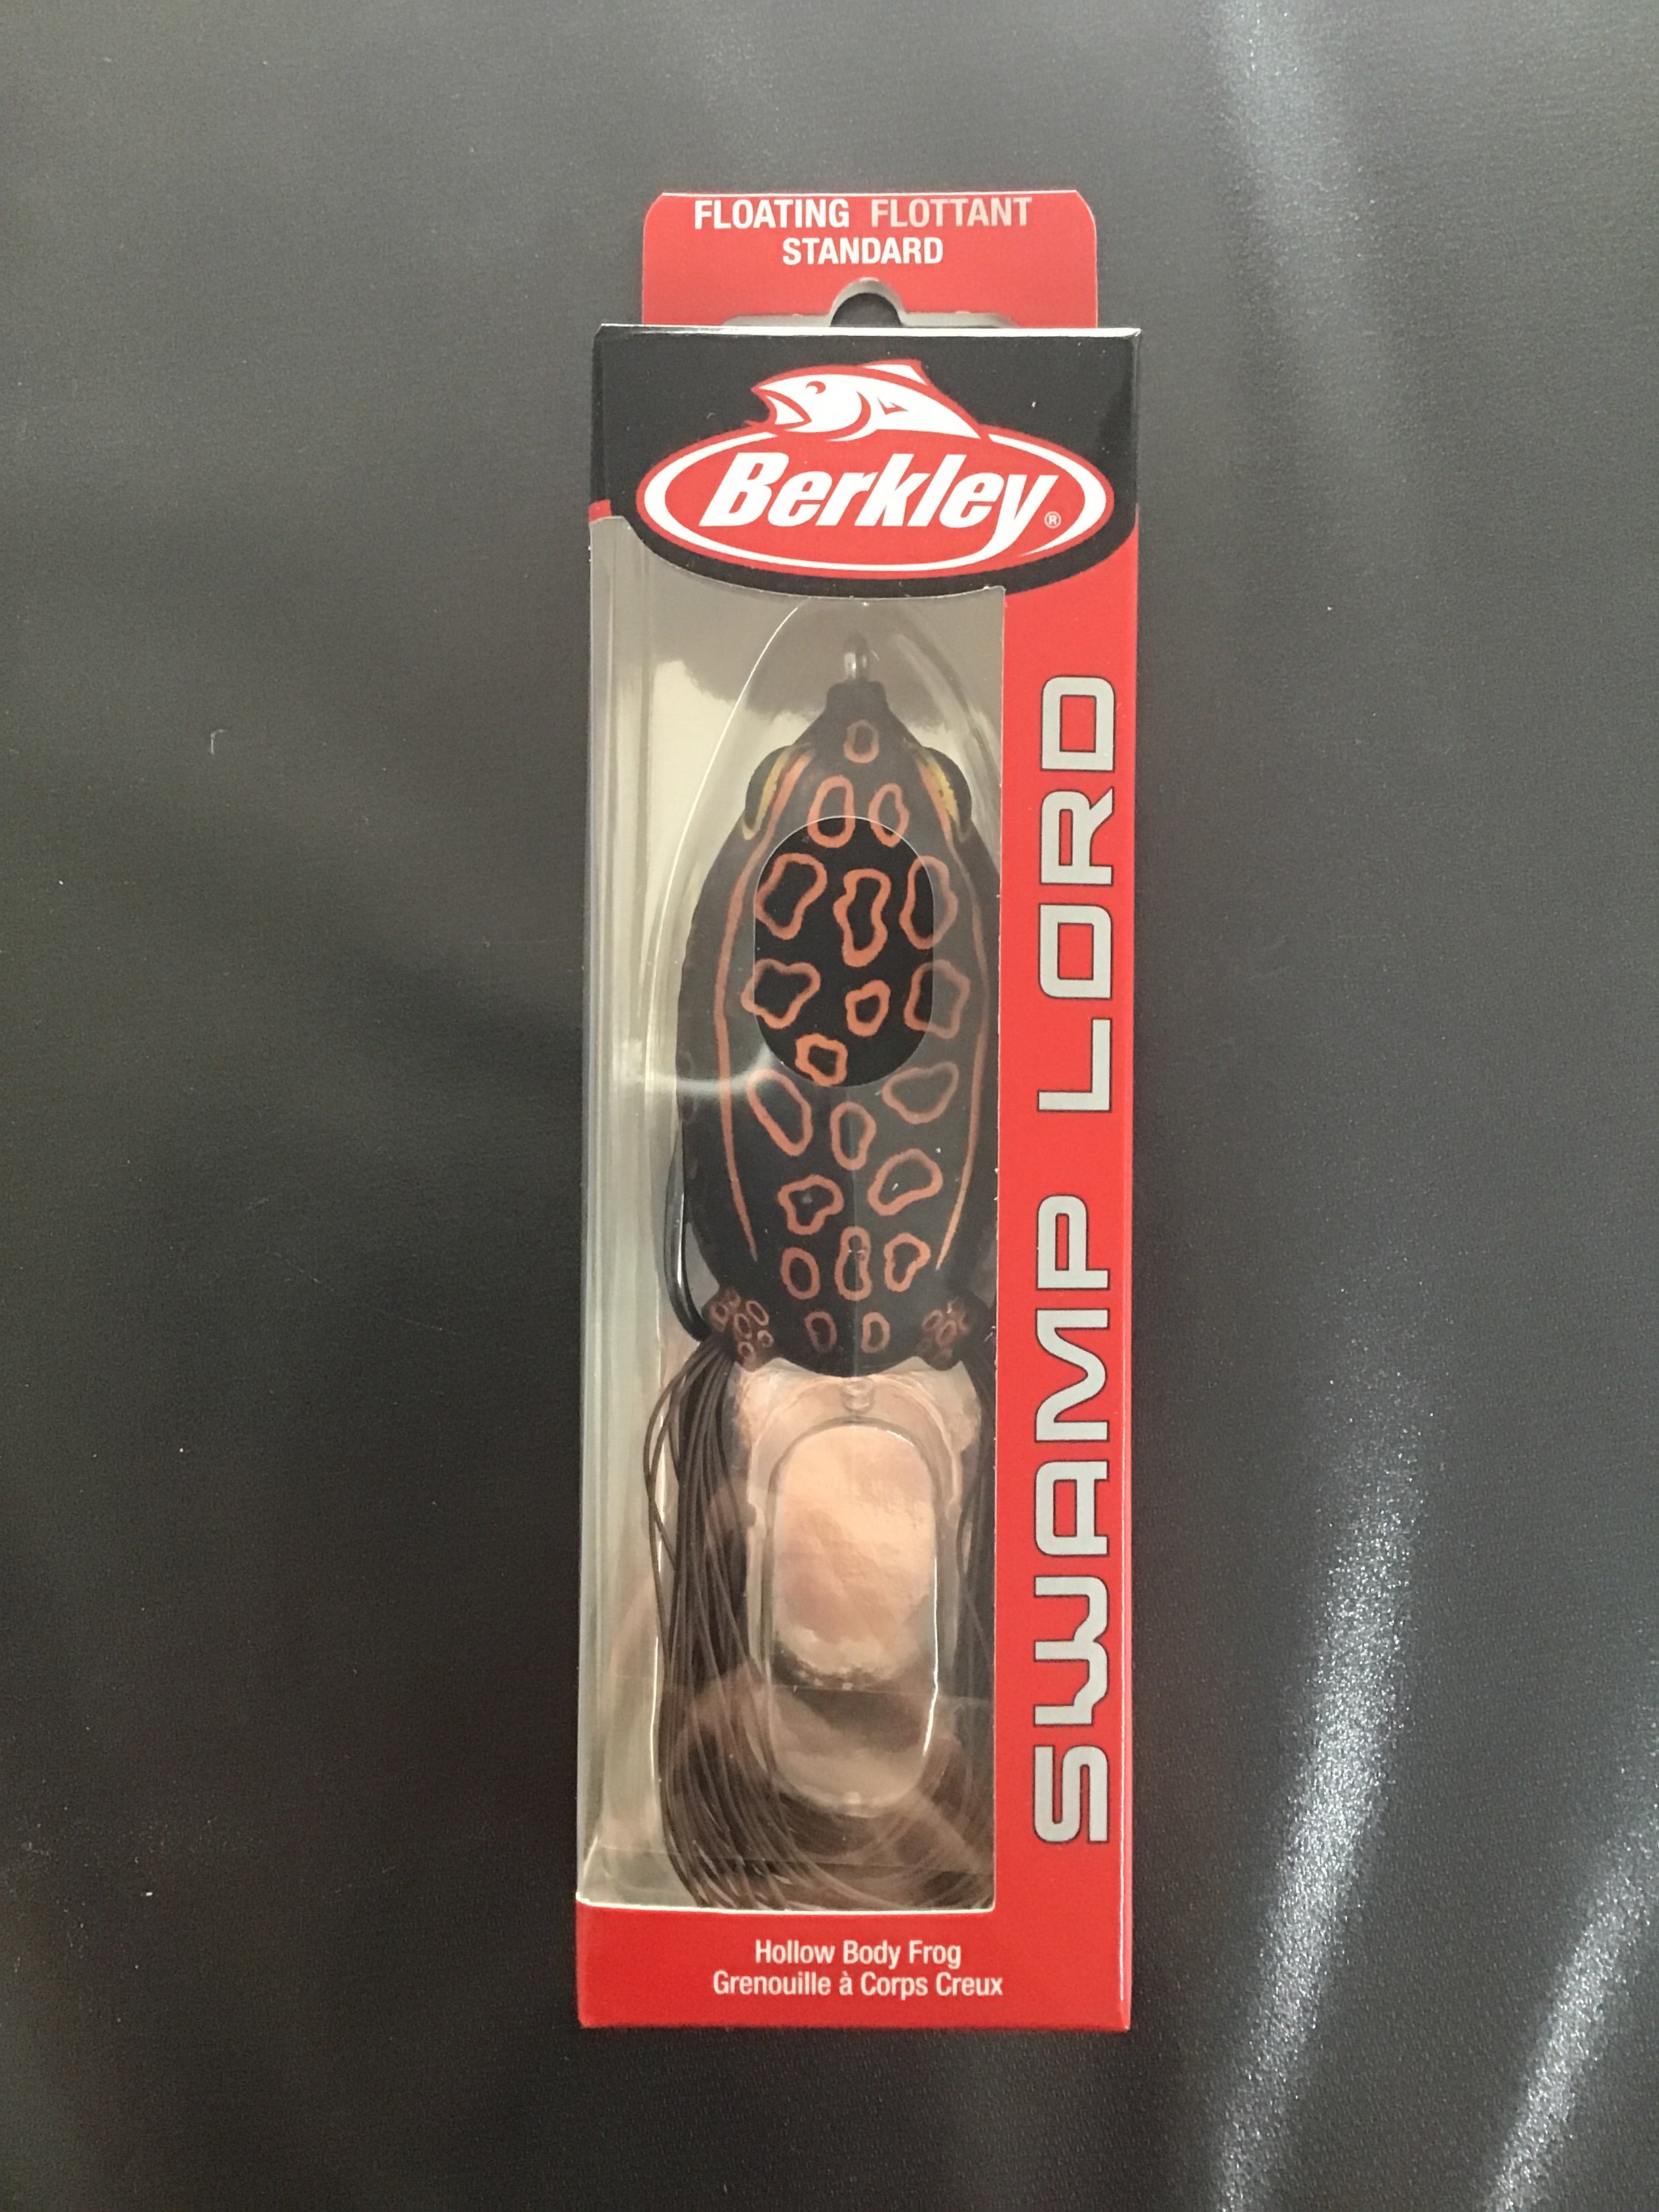 FLOATING FLOTTANT
STANDARD
Berkley®
SWAMP LORD
Hollow Body Frog
Grenouille à Corps Creux